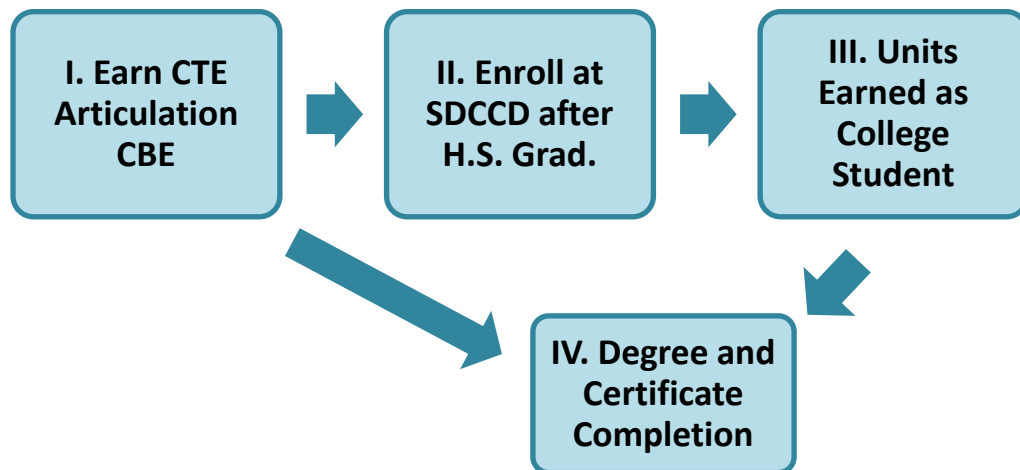 I. Earn CTE
Articulation
CBE
II. Enroll at
SDCCD after
H.S. Grad.
III. Units
Earned as
College
Student
IV. Degree and
Certificate
Completion